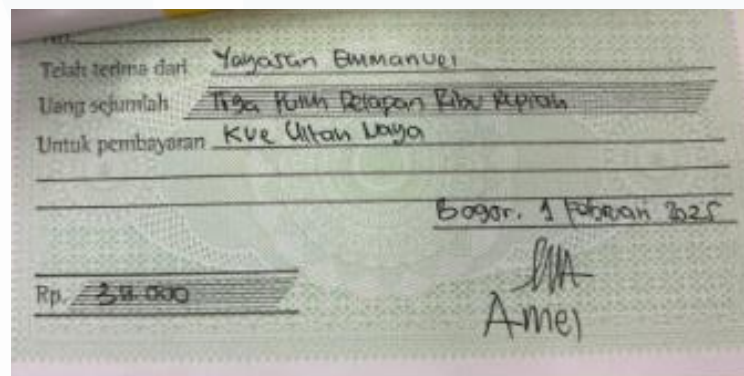 No.
Telah terima dari Yayasan Emmanuel
Uang sejumlah Tiga Puluh Delapan Ribu Rupiah
Untuk pembayaran Kue Ultah Naya
Bogor, 1 Februari 2025
Rp. 38.000
Amei